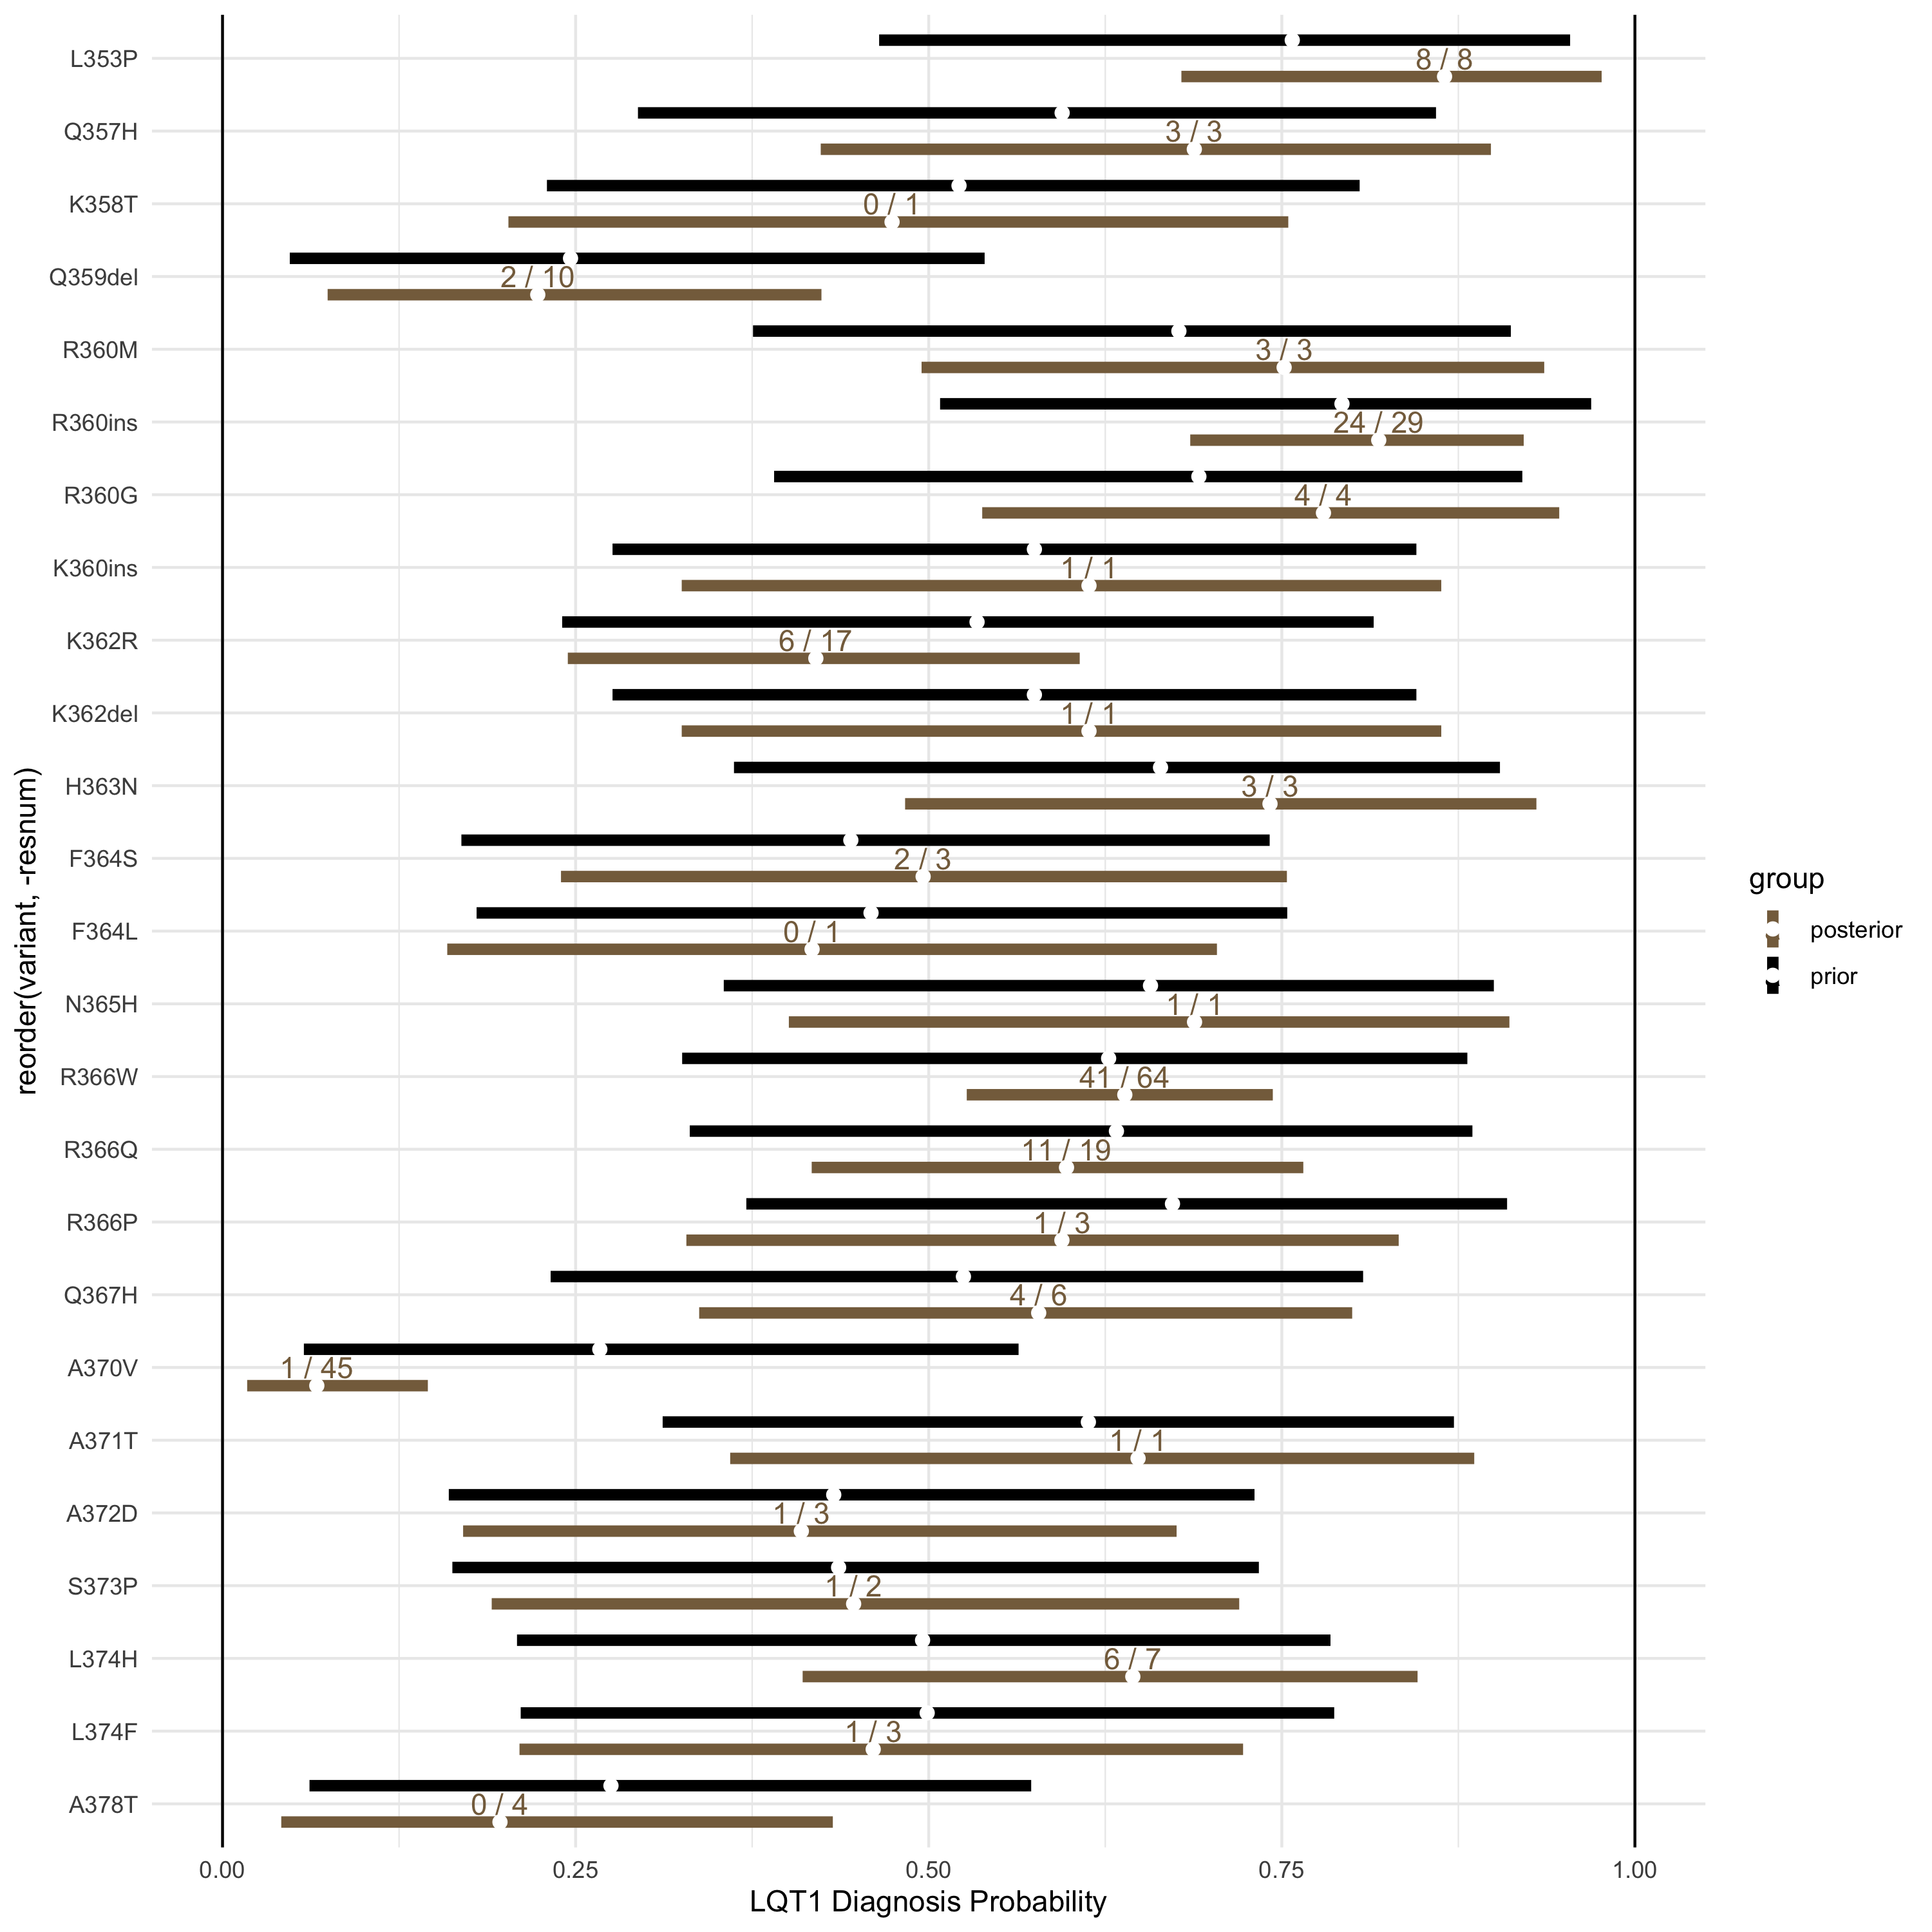 L353P
8 / 8
Q357H
3 / 3
K358T
0 / 1
Q359del
2 / 10
R360M
3 / 3
R360ins
24 / 29
R360G
4 / 4
K360ins
1 / 1
K362R
6 / 17
K362del
1 / 1
H363N
3 / 3
F364S
2 / 3
F364L
0 / 1
N365H
1 / 1
R366W
41 / 64
R366Q
11 / 19
R366P
1 / 3
Q367H
4 / 6
A370V
1 / 45
A371T
1 / 1
A372D
1 / 3
S373P
1 / 2
L374H
6 / 7
L374F
1 / 3
A378T
0 / 4
0.00 0.25 0.50 0.75 1.00
LQT1 Diagnosis Probability
reorder(variant, -resnum)
group
posterior
prior